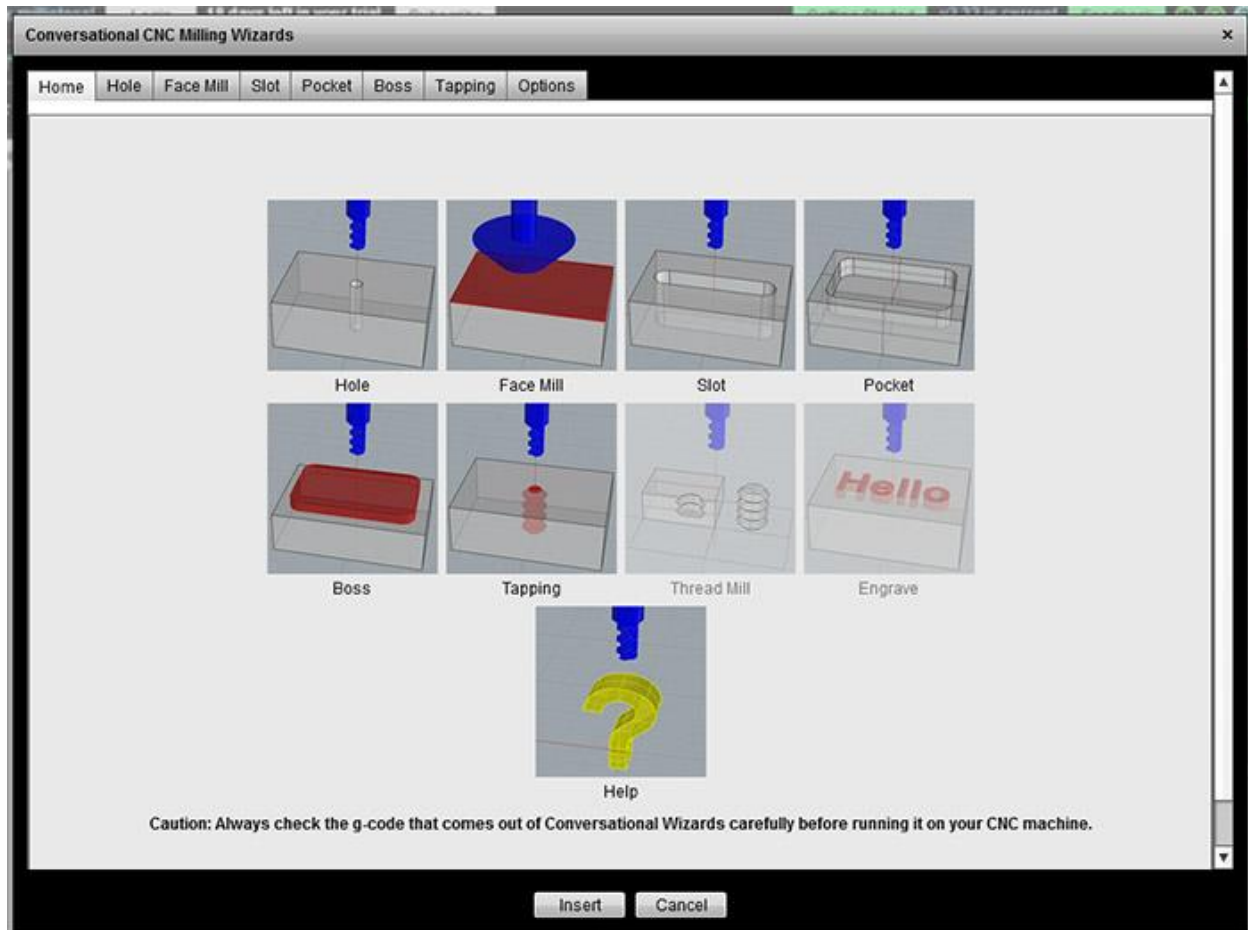 Conversational CNC Milling Wizards ×
Home Hole Face Mill Slot Pocket Boss Tapping Options
Hole Face Mill Slot Pocket
Hello
Boss Tapping Thread Mill Engrave
?
Help
Caution: Always check the g-code that comes out of Conversational Wizards carefully before running it on your CNC machine.
Insert Cancel